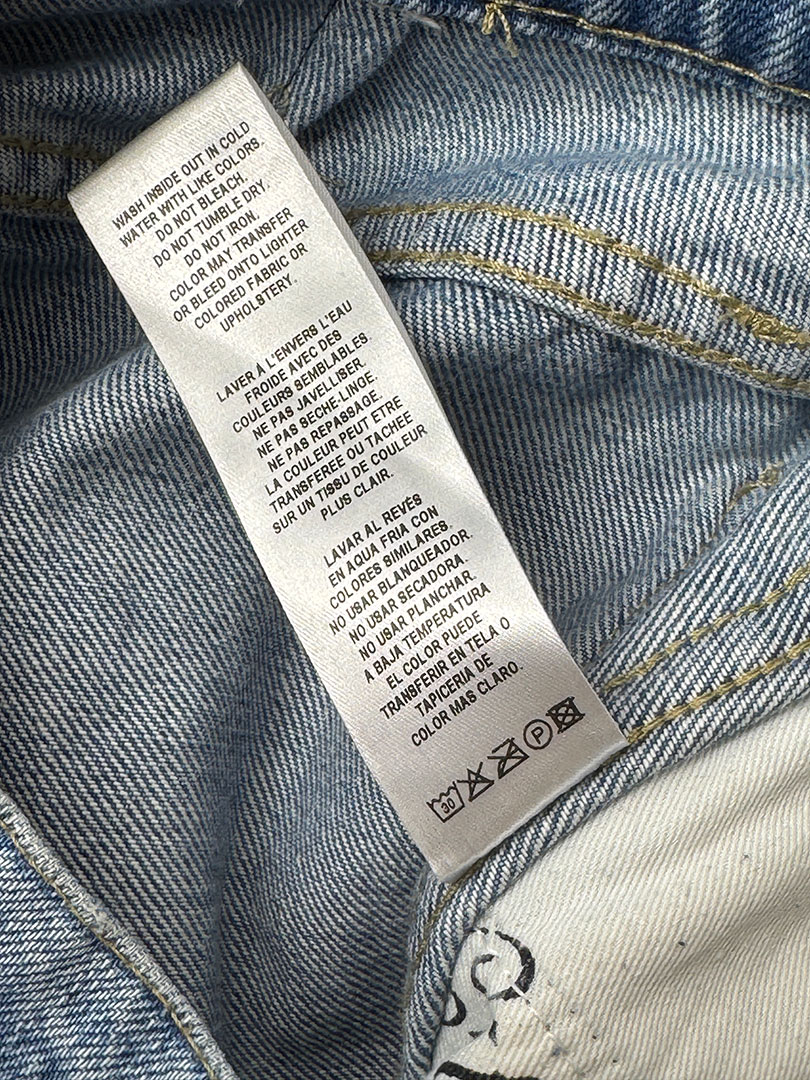 WASH INSIDE OUT IN COLD
WATER WITH LIKE COLORS.
DO NOT BLEACH.
DO NOT TUMBLE DRY.
DO NOT IRON.
COLOR MAY TRANSFER
OR BLEED ONTO LIGHTER
COLORED FABRIC OR
UPHOLSTERY.
LAVER A L'ENVERS L'EAU
FROIDE AVEC DES
COULEURS SEMBLABLES.
NE PAS JAVELLISER.
NE PAS SECHE-LINGE.
NE PAS REPASSAGE.
LA COULEUR PEUT ETRE
TRANSFEREE OU TACHEE
SUR UN TISSU DE COULEUR
PLUS CLAIR.
LAVAR AL REVÉS
EN AQUA FRIA CON
COLORES SIMILARES.
NO USAR BLANQUEADOR.
NO USAR SECADORA.
NO USAR PLANCHAR.
A BAJA TEMPERATURA
EL COLOR PUEDE
TRANSFERIR EN TELA O
TAPICERIA DE
COLOR MAS CLARO.
30 P